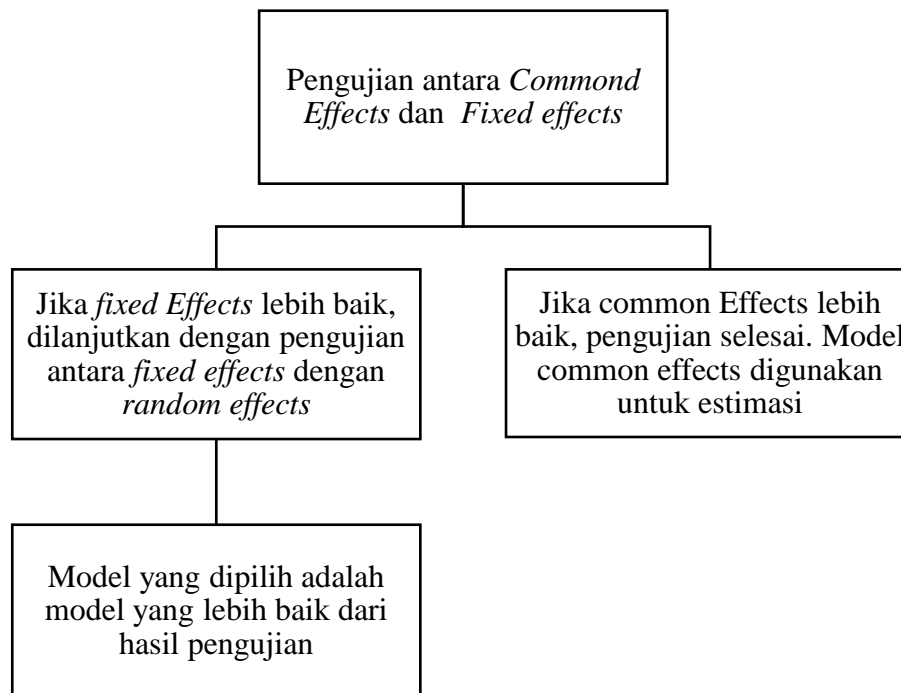 Pengujian antara Commond
Effects dan Fixed effects
Jika fixed Effects lebih baik,
dilanjutkan dengan pengujian
antara fixed effects dengan
random effects
Jika common Effects lebih
baik, pengujian selesai. Model
common effects digunakan
untuk estimasi
Model yang dipilih adalah
model yang lebih baik dari
hasil pengujian